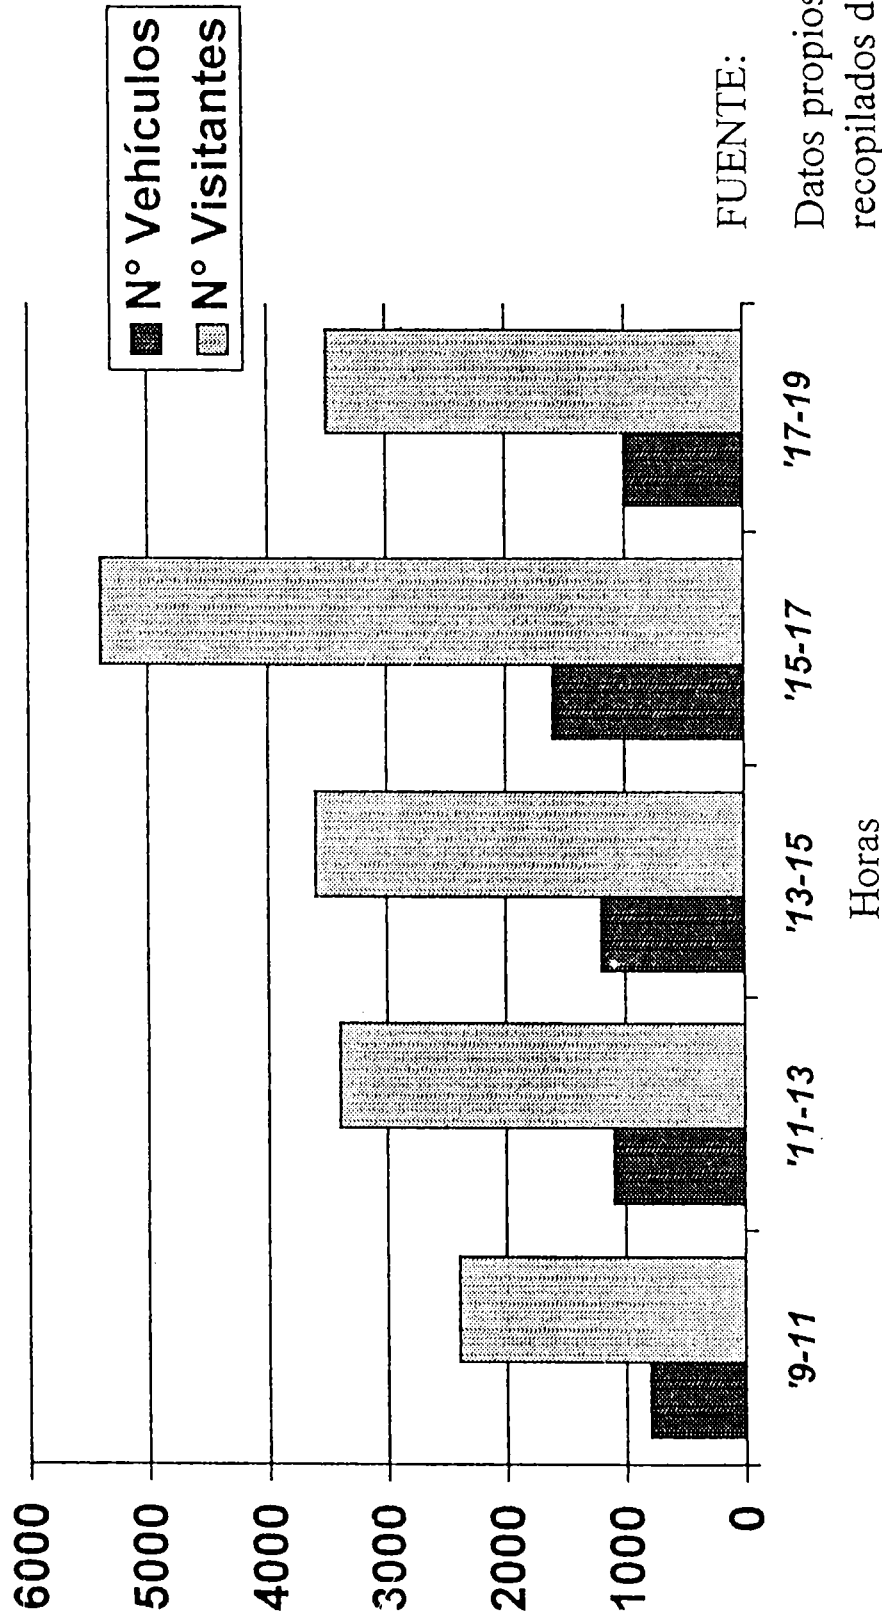 6000
5000
4000
3000
2000
1000
0
N° Vehículos
N° Visitantes
'9-11
'11-13
'13-15
'15-17
'17-19
Horas
FUENTE:
Datos propios
recopilados d